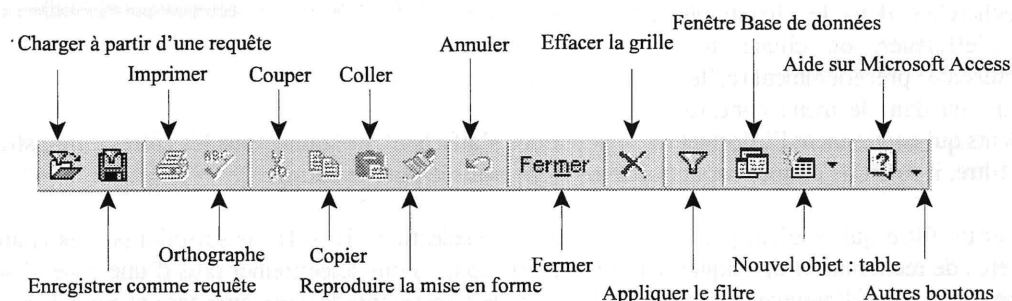 Fenêtre Base de données
Charger à partir d'une requête
Annuler
Effacer la grille
Aide sur Microsoft Access
Imprimer
Couper
Coller
ABC
Fermer
?
Orthographe
Copier
Fermer
Nouvel objet : table
Enregistrer comme requête
Reproduire la mise en forme
Appliquer le filtre
Autres boutons